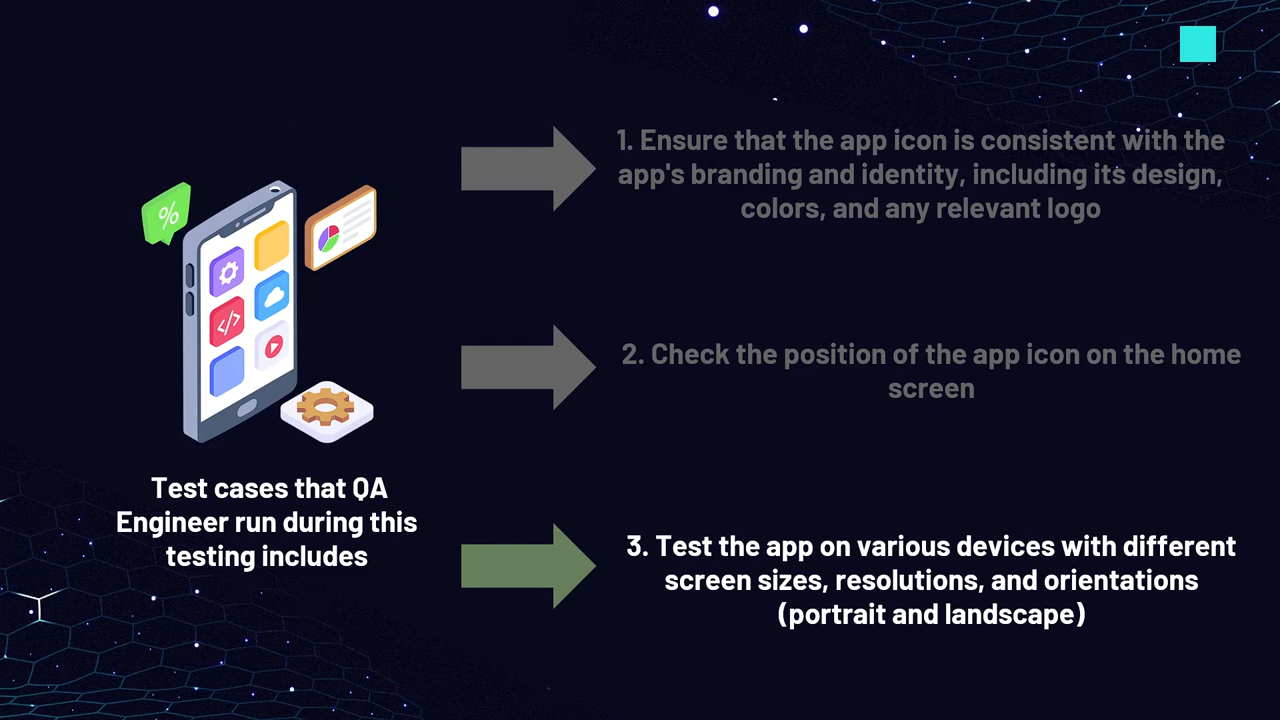 1. Ensure that the app icon is consistent with the
app's branding and identity, including its design,
colors, and any relevant logo
%
</>
2. Check the position of the app icon on the home
screen
Test cases that QA
Engineer run during this
testing includes
3. Test the app on various devices with different
screen sizes, resolutions, and orientations
(portrait and landscape)